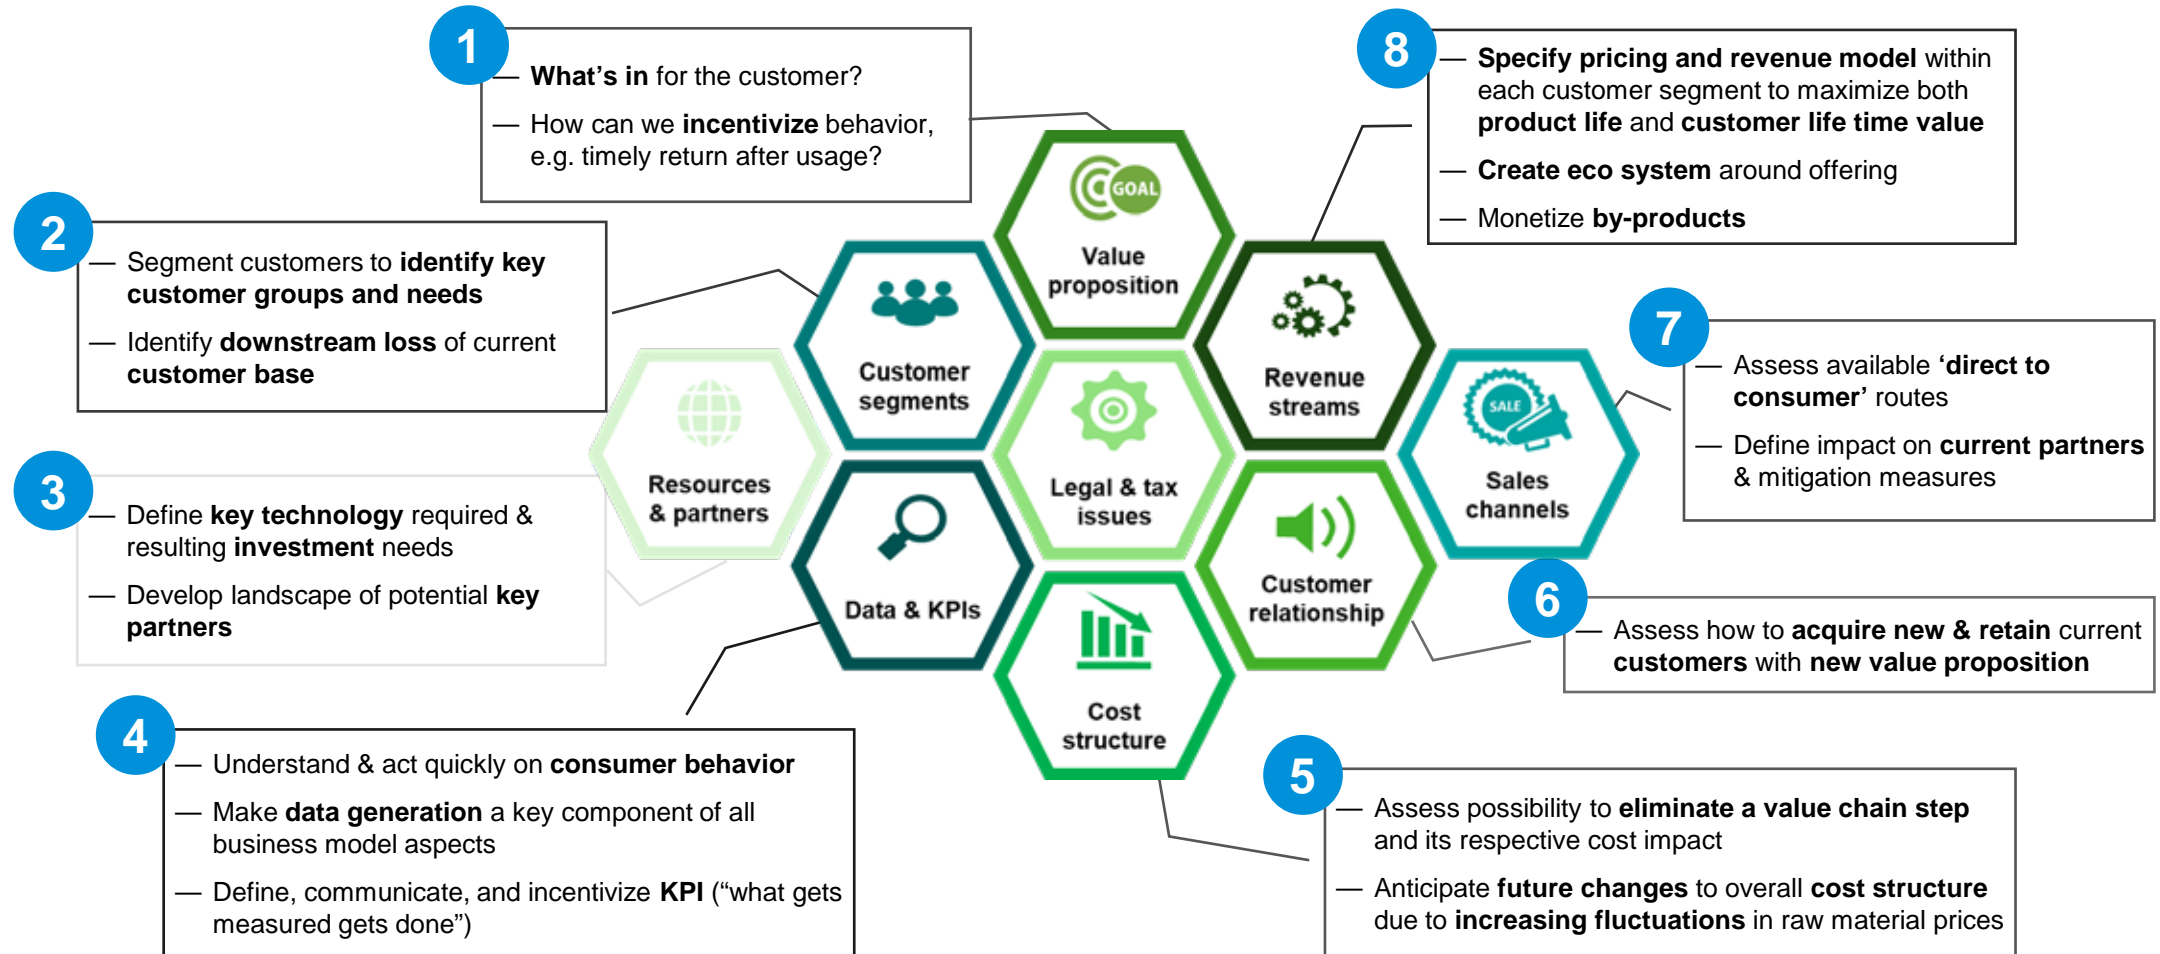 1
— What’s in for the customer?
— How can we incentivize behavior,
e.g. timely return after usage?
2
— Segment customers to identify key
customer groups and needs
— Identify downstream loss of current
customer base
3
— Define key technology required &
resulting investment needs
— Develop landscape of potential key
partners
4
— Understand & act quickly on consumer behavior
— Make data generation a key component of all
business model aspects
— Define, communicate, and incentivize KPI (“what gets
measured gets done”)
GOAL
Value
proposition
Customer
segments
Revenue
streams
Resources
& partners
Legal & tax
issues
SALE
Sales
channels
Data & KPIs
Customer
relationship
Cost
structure
8
— Specify pricing and revenue model within
each customer segment to maximize both
product life and customer life time value
— Create eco system around offering
— Monetize by-products
7
— Assess available ‘direct to
consumer’ routes
— Define impact on current partners
& mitigation measures
6
— Assess how to acquire new & retain current
customers with new value proposition
5
— Assess possibility to eliminate a value chain step
and its respective cost impact
— Anticipate future changes to overall cost structure
due to increasing fluctuations in raw material prices